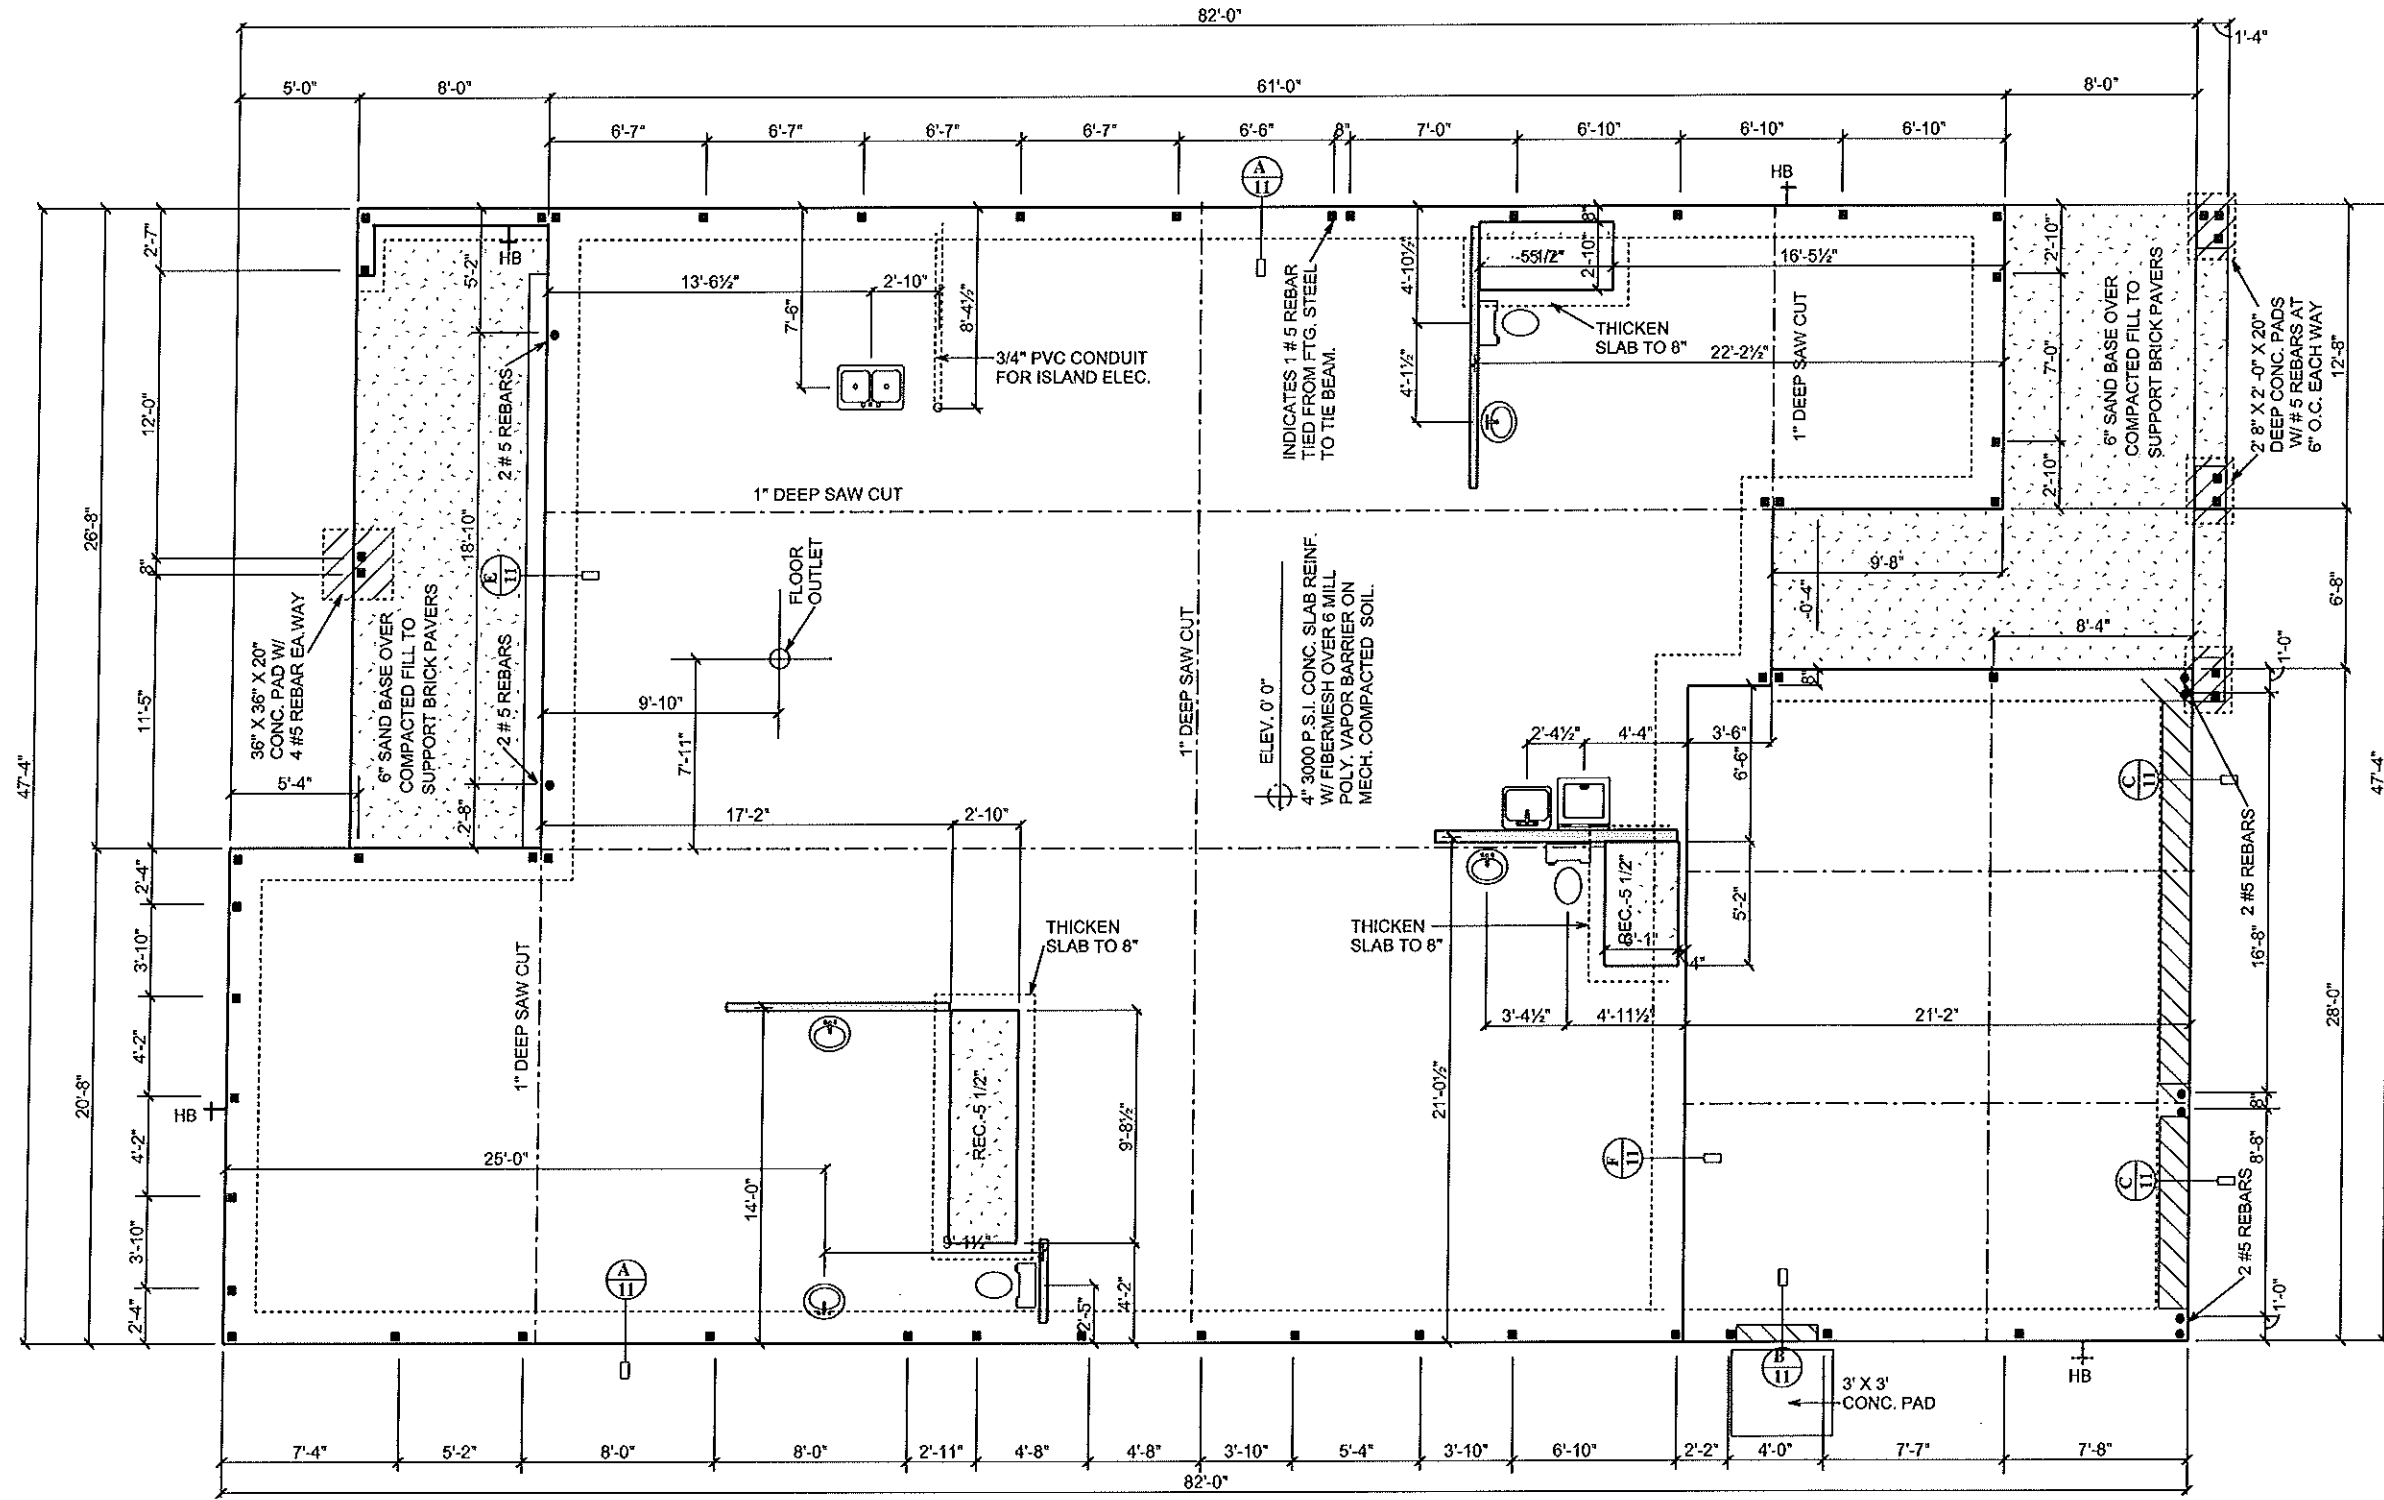 82'-0"
1'-4"
5'-0"
8'-0"
61'-0"
8'-0"
6'-7"
6'-7"
6'-7"
6'-7"
6'-6"
8"
7'-0"
6'-10"
6'-10"
6'-10"
A
11
HB
HB
2'-7"
12'-0"
8"
11'-5"
26'-8"
47'-4"
20'-8"
2'-4"
3'-10"
4'-2"
4'-2"
3'-10"
2'-4"
5'-2"
18'-10"
2'-8"
2 # 5 REBARS
2 # 5 REBARS
E
11
36" X 36" X 20"
CONC. PAD W/
4 #5 REBAR EA.WAY
6" SAND BASE OVER
COMPACTED FILL TO
SUPPORT BRICK PAVERS
5'-4"
13'-6½"
2'-10"
7'-6"
8'-4½"
3/4" PVC CONDUIT
FOR ISLAND ELEC.
1" DEEP SAW CUT
FLOOR
OUTLET
9'-10"
7'-11"
17'-2"
2'-10"
INDICATES 1 # 5 REBAR
TIED FROM FTG. STEEL
TO TIE BEAM.
4'-10½"
4'-1½"
8"
2'-10"
-551/2"
16'-5½"
THICKEN
SLAB TO 8"
22'-2½"
1" DEEP SAW CUT
2'-10"
7'-0"
2'-10"
6" SAND BASE OVER
COMPACTED FILL TO
SUPPORT BRICK PAVERS
2' 8" X 2' -0" X 20"
DEEP CONC. PADS
W/ # 5 REBARS AT
6" O.C. EACH WAY
12'-8"
6'-8"
47'-4"
28'-0"
9'-8"
-0'-4"
8'-4"
8"
1'-0"
1" DEEP SAW CUT
ELEV. 0' 0"
4" 3000 P.S.I. CONC. SLAB REINF.
W/ FIBERMESH OVER 6 MILL
POLY. VAPOR BARRIER ON
MECH. COMPACTED SOIL.
2'-4½"
4'-4"
3'-6"
6'-6"
5'-2"
REC.-5 1/2"
3'-1"
4"
THICKEN
SLAB TO 8"
3'-4½"
4'-11½"
21'-2"
21'-0½"
C
11
2 #5 REBARS
16'-8"
8"
8'-8"
C
11
2 #5 REBARS
1'-0"
F
11
1" DEEP SAW CUT
THICKEN
SLAB TO 8"
REC.-5 1/2"
9'-8½"
4'-2"
2'-5"
HB
25'-0"
14'-0"
9'-1½"
A
11
B
11
3' X 3'
CONC. PAD
HB
7'-4"
5'-2"
8'-0"
8'-0"
2'-11"
4'-8"
4'-8"
3'-10"
5'-4"
3'-10"
6'-10"
2'-2"
4'-0"
7'-7"
7'-8"
82'-0"